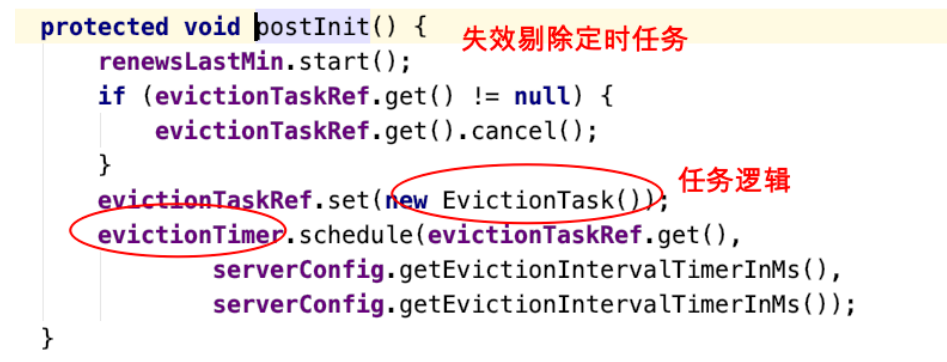 protected void postInit() {
失效剔除定时任务
renewsLastMin.start();
if (evictionTaskRef.get() != null) {
evictionTaskRef.get().cancel();
}
任务逻辑
evictionTaskRef.set(new EvictionTask());
evictionTimer.schedule(evictionTaskRef.get(),
serverConfig.getEvictionIntervalTimerInMs(),
serverConfig.getEvictionIntervalTimerInMs());
}